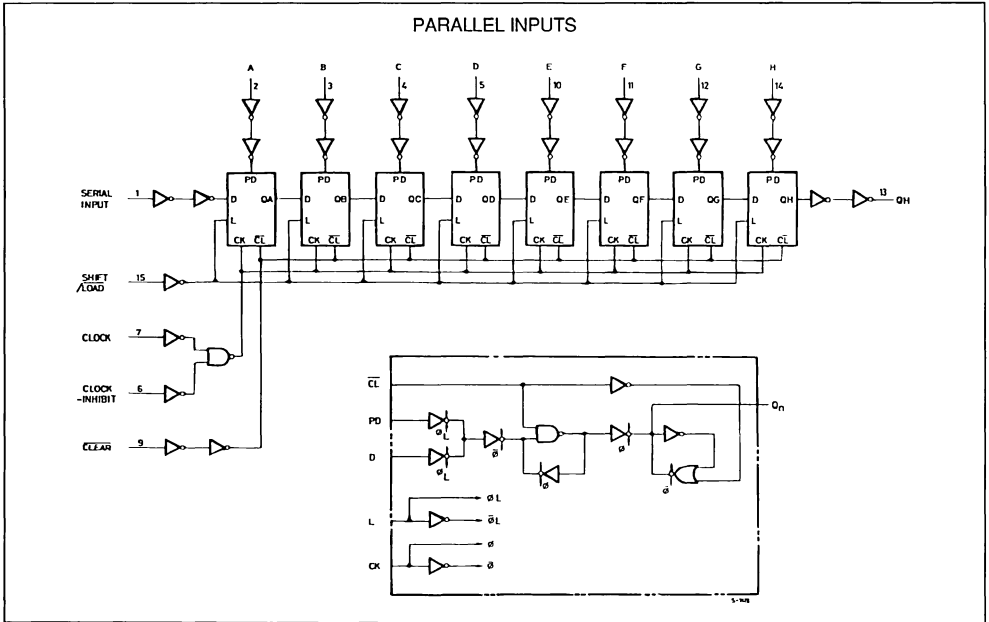 PARALLEL INPUTS
A B C D E F G H
2 3 4 5 10 11 12 14
PD PD PD PD PD PD PD PD
SERIAL INPUT 1 D QA D QB D QC D QD D QE D QF D QG D QH 13 QH
L L L L L L L L
CK CL CK CL CK CL CK CL CK CL CK CL CK CL CK CL
SHIFT /LOAD 15
CLOCK 7
CLOCK -INHIBIT 6
CLEAR 9
CL
Qn
PD
ø L
ø
ø
D
ø L
ø
ø
L
ø L
ø̄ L
CK
ø
ø̄